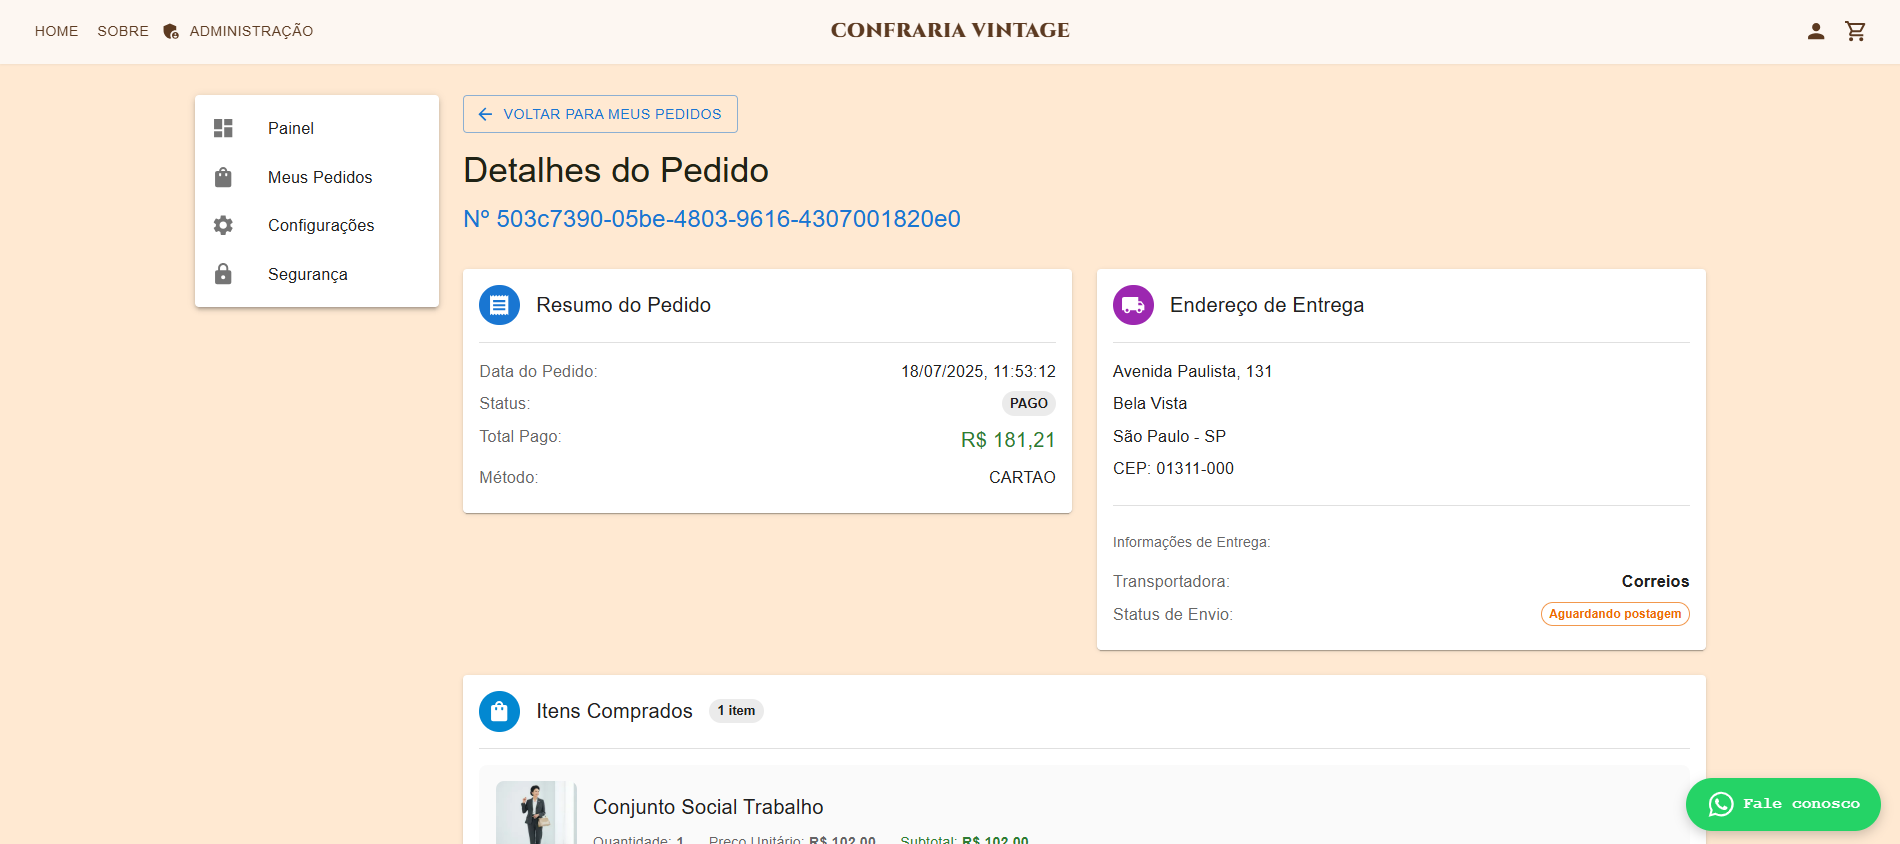 HOME SOBRE ADMINISTRAÇÃO CONFRARIA VINTAGE
Painel
Meus Pedidos
Configurações
Segurança
VOLTAR PARA MEUS PEDIDOS
Detalhes do Pedido
Nº 503c7390-05be-4803-9616-4307001820e0
Resumo do Pedido
Data do Pedido: 18/07/2025, 11:53:12
Status: PAGO
Total Pago: R$ 181,21
Método: CARTAO
Endereço de Entrega
Avenida Paulista, 131
Bela Vista
São Paulo - SP
CEP: 01311-000
Informações de Entrega:
Transportadora: Correios
Status de Envio: Aguardando postagem
Itens Comprados 1 item
Conjunto Social Trabalho
Quantidade: 1 Preço Unitário: R$ 102,00 Subtotal: R$ 102,00
Fale conosco